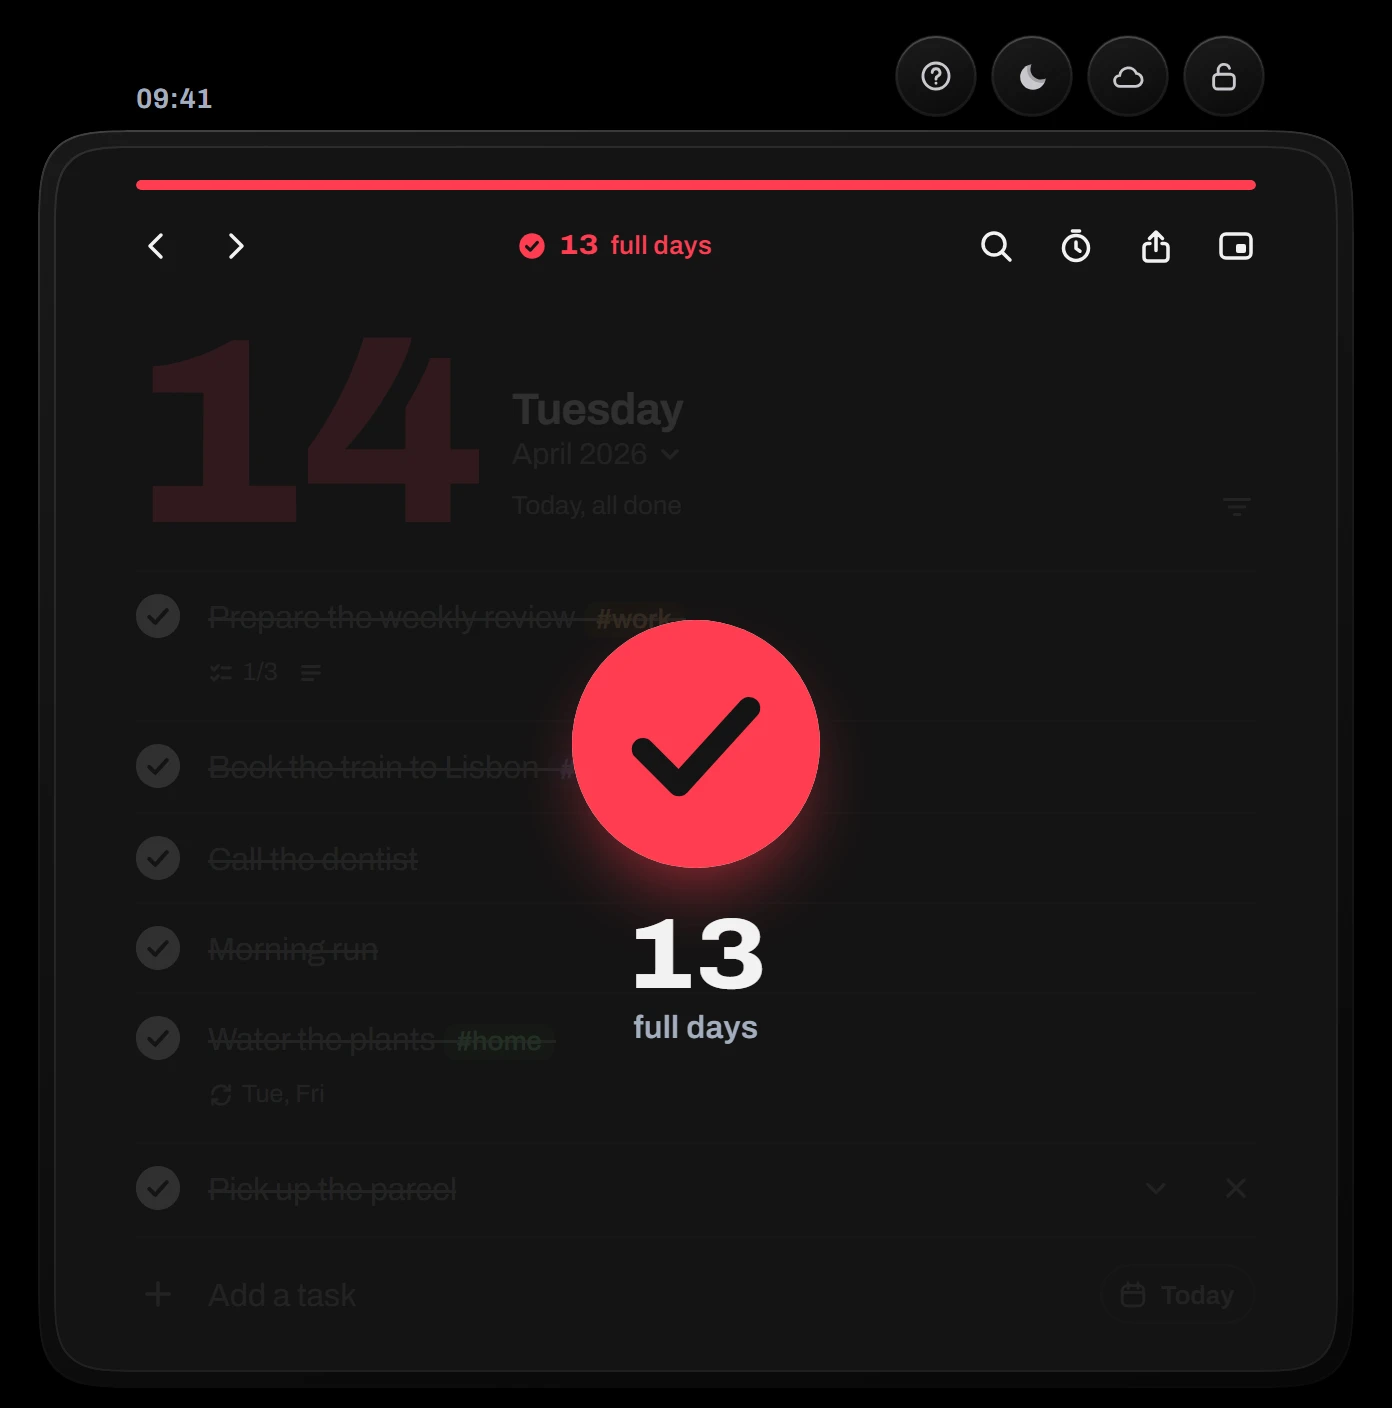 09:41
13 full days
14
Tuesday
April 2026
Today, all done
Prepare the weekly review #work
1/3
Book the train to Lisbon #
Call the dentist
Morning run
13
full days
Water the plants #home
Tue, Fri
Pick up the parcel
Add a task
Today